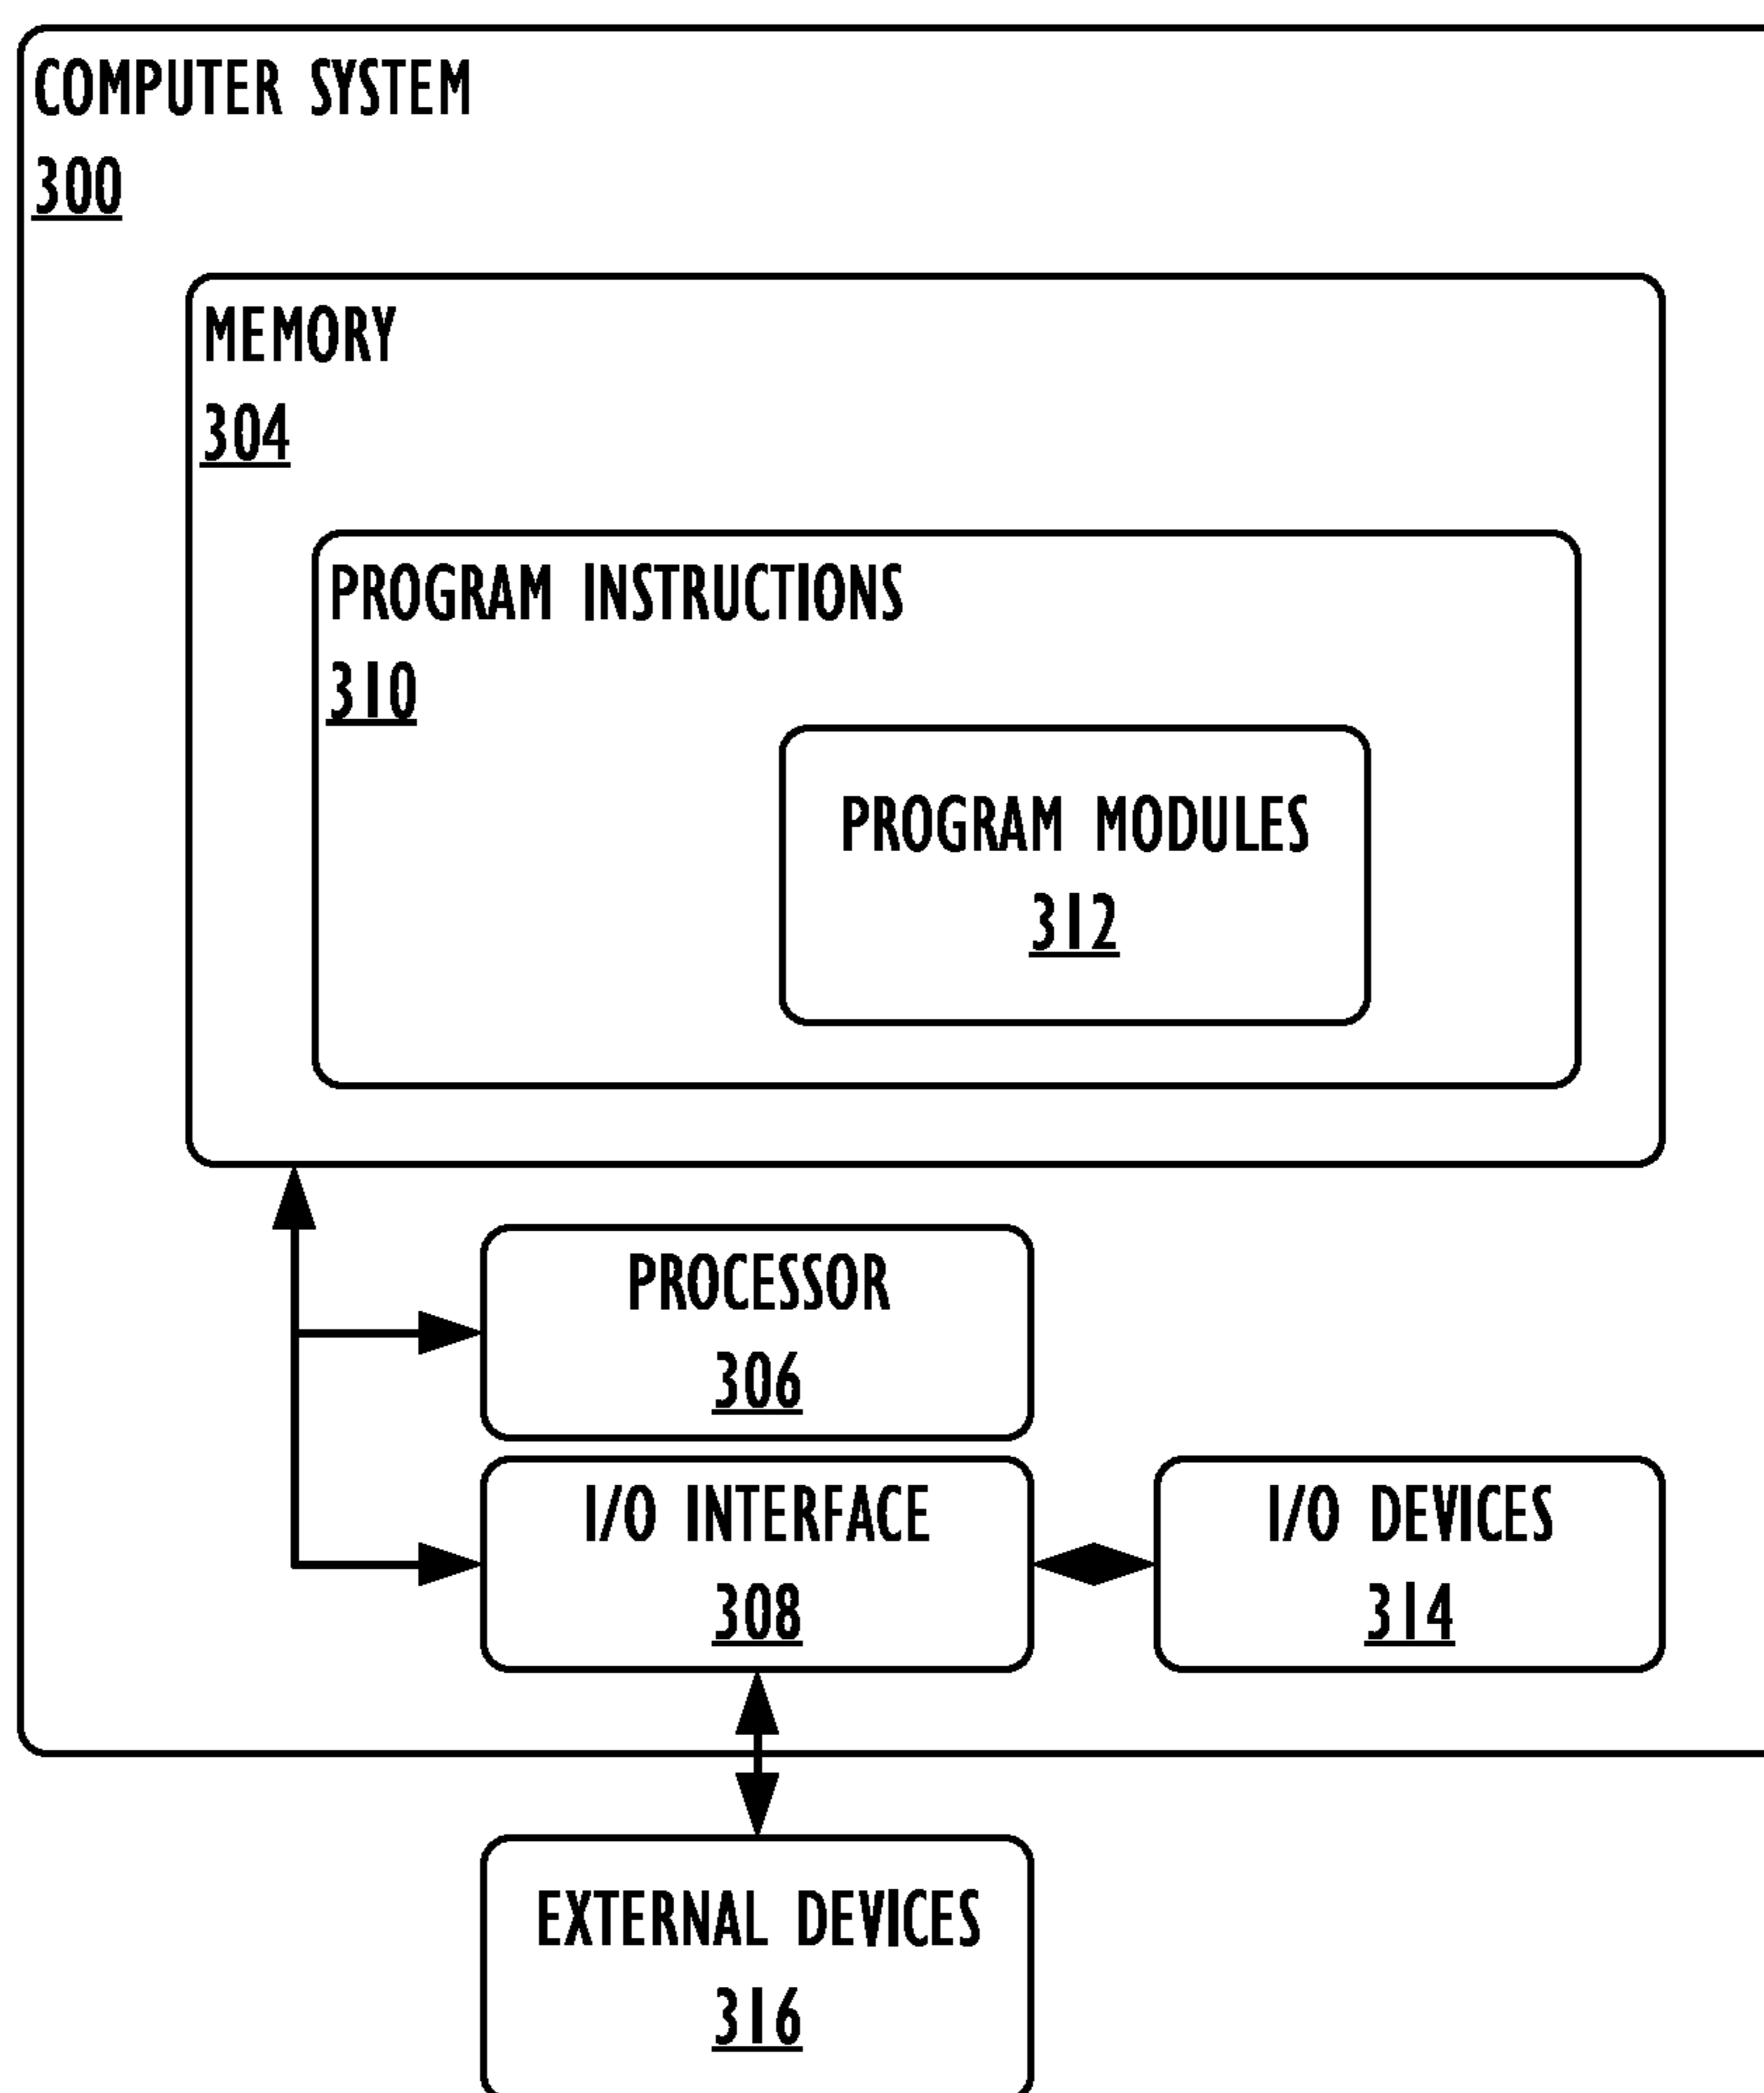 COMPUTER SYSTEM
300
MEMORY
304
PROGRAM INSTRUCTIONS
310
PROGRAM MODULES
312
PROCESSOR
306
I/O INTERFACE
308
I/O DEVICES
314
EXTERNAL DEVICES
316